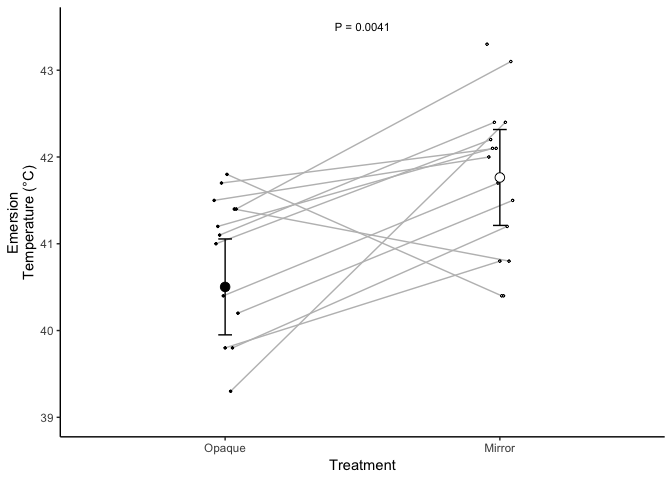 P = 0.0041
43
42
41
40
39
Emersion
Temperature (°C)
Opaque
Mirror
Treatment